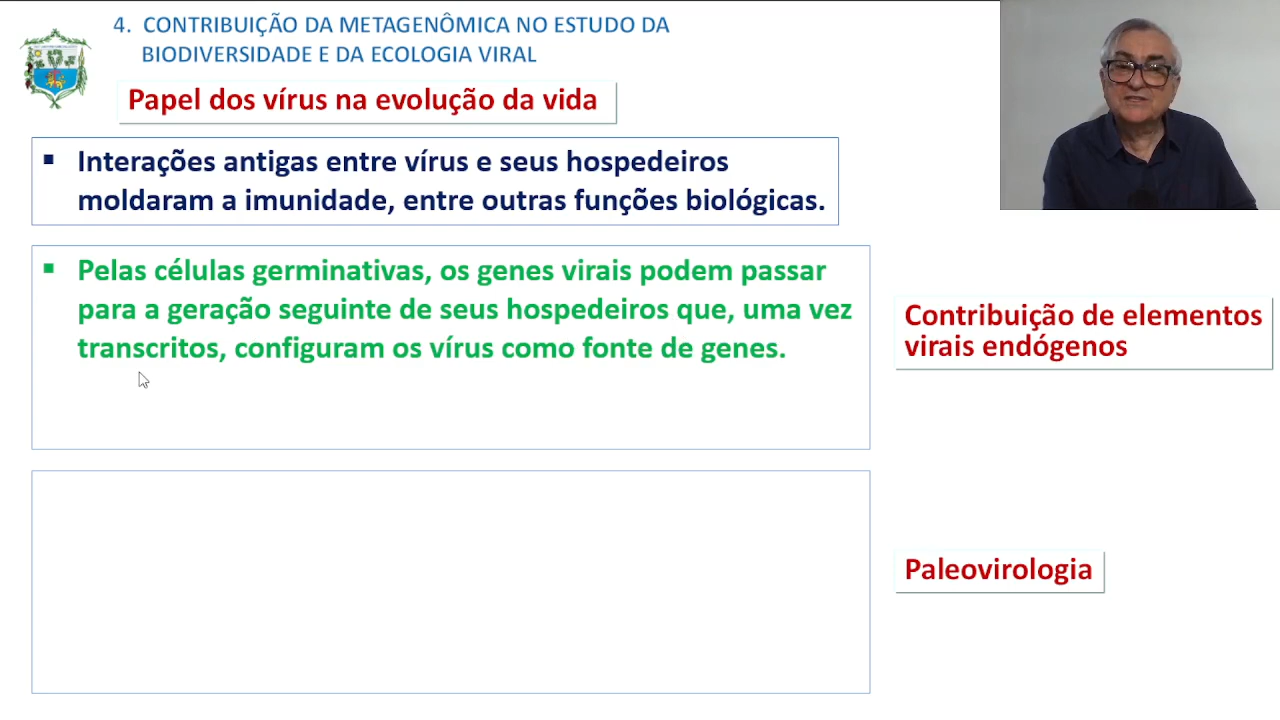 4. CONTRIBUIÇÃO DA METAGENÔMICA NO ESTUDO DA
BIODIVERSIDADE E DA ECOLOGIA VIRAL
Papel dos vírus na evolução da vida
▪ Interações antigas entre vírus e seus hospedeiros
moldaram a imunidade, entre outras funções biológicas.
▪ Pelas células germinativas, os genes virais podem passar
para a geração seguinte de seus hospedeiros que, uma vez
transcritos, configuram os vírus como fonte de genes.
Contribuição de elementos
virais endógenos
Paleovirologia